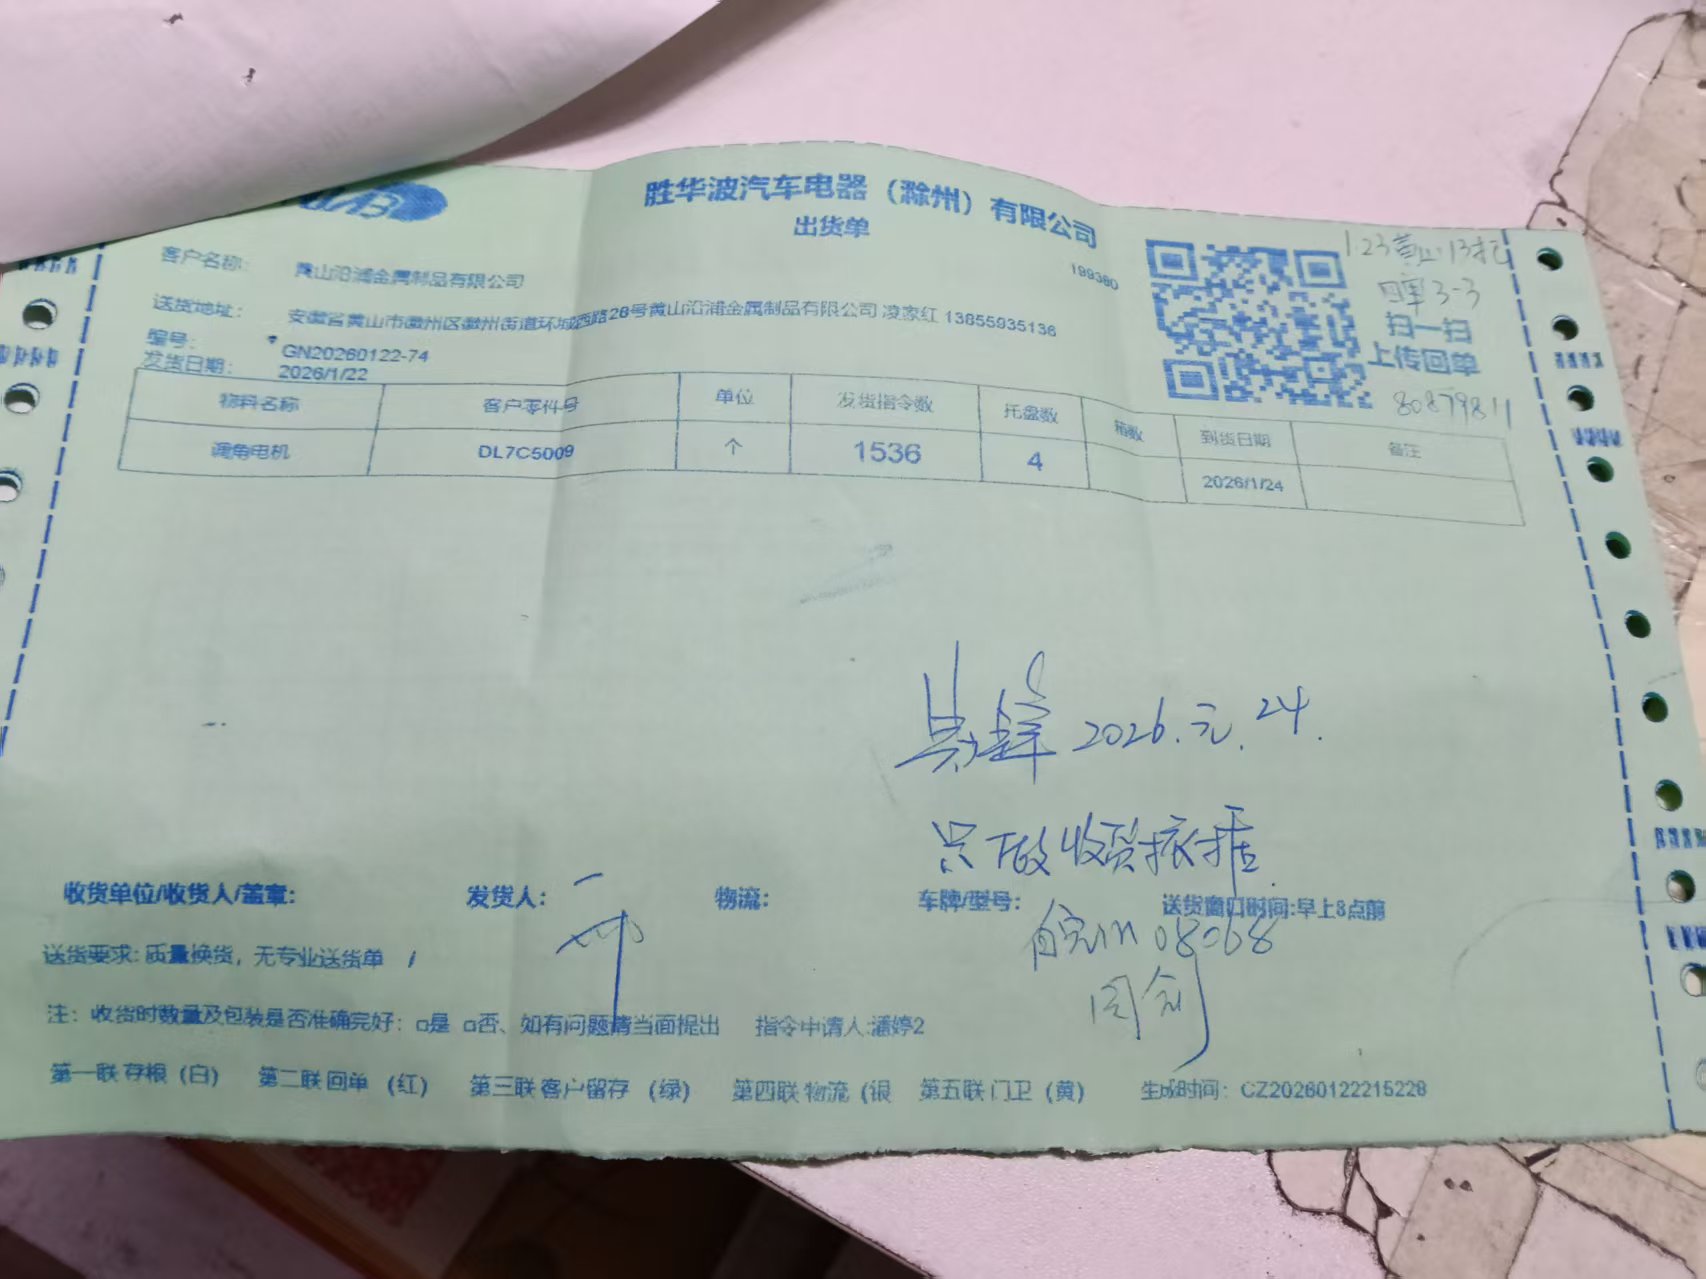 胜华波汽车电器（滁州）有限公司
出货单
199380
1.23黄山:13托
回单3-3
扫一扫
上传回单
80879811
客户名称: 黄山沿浦金属制品有限公司
送货地址: 安徽省黄山市徽州区徽州街道环城西路28号黄山沿浦金属制品有限公司 凌家红 13855935136
编号: GN20260122-74
发货日期: 2026/1/22
物料名称 客户零件号 单位 发货指令数 托盘数 箱数 到货日期 备注
调角电机 DL7C5009 个 1536 4 2026/1/24
2026.元.24.
只做收货依据.
收货单位/收货人/盖章: 发货人: 物流: 车牌/型号: 送货窗口时间:早上8点前
皖M08068
送货要求: 质量换货，无专业送货单 /
注: 收货时数量及包装是否准确完好: □是 □否、如有问题请当面提出 指令申请人:潘婷2
第一联 存根 (白) 第二联 回单 (红) 第三联 客户留存 (绿) 第四联 物流 (银 第五联 门卫 (黄) 生成时间: CZ20260122215228